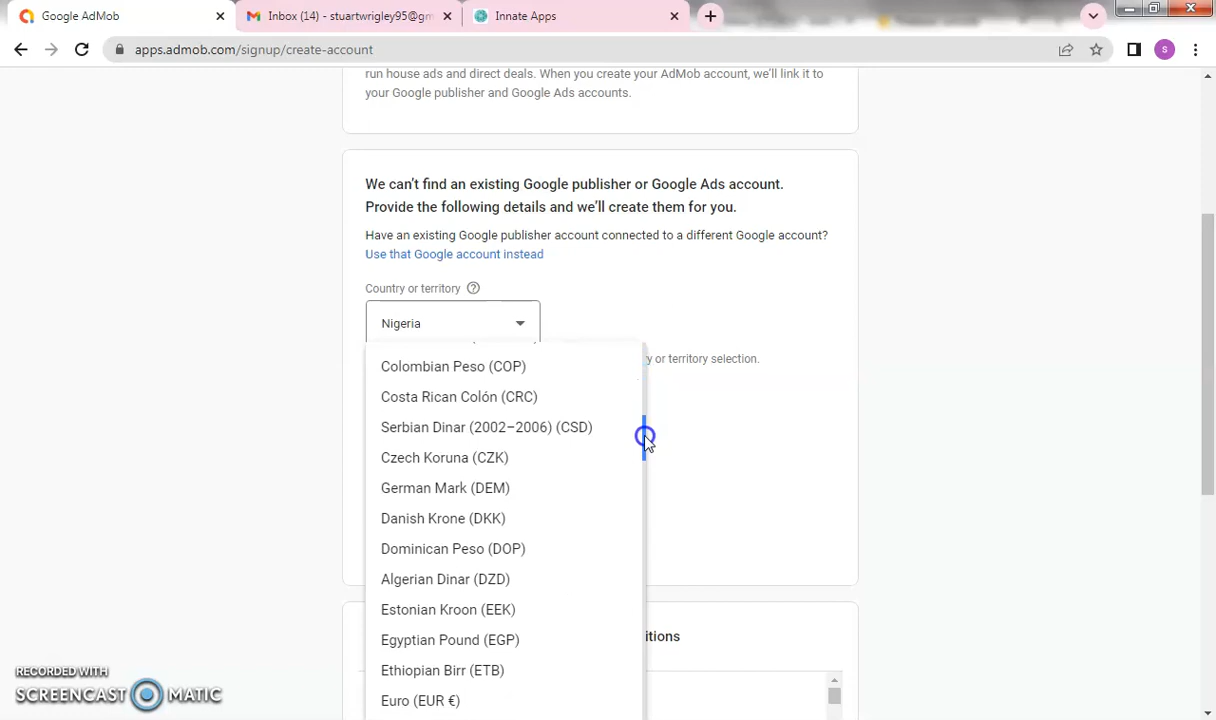 Google AdMob
Inbox (14) - stuartwrigley95@gm
Innate Apps
apps.admob.com/signup/create-account
S
run house ads and direct deals. When you create your AdMob account, we'll link it to
your Google publisher and Google Ads accounts.
We can't find an existing Google publisher or Google Ads account.
Provide the following details and we'll create them for you.
Have an existing Google publisher account connected to a different Google account?
Use that Google account instead
Country or territory ?
Nigeria
y or territory selection.
Colombian Peso (COP)
Costa Rican Colón (CRC)
Serbian Dinar (2002–2006) (CSD)
Czech Koruna (CZK)
German Mark (DEM)
Danish Krone (DKK)
Dominican Peso (DOP)
Algerian Dinar (DZD)
Estonian Kroon (EEK)
Egyptian Pound (EGP)
Ethiopian Birr (ETB)
Euro (EUR €)
itions
RECORDED WITH
SCREENCAST MATIC